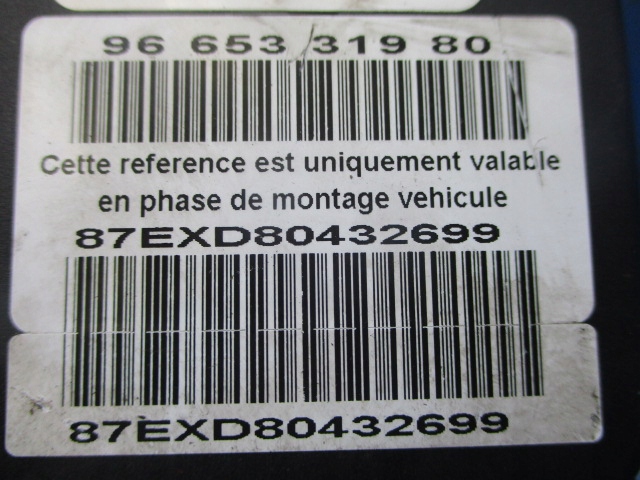 96 653 319 80
Cette reference est uniquement valable
en phase de montage vehicule
87EXD80432699
87EXD80432699